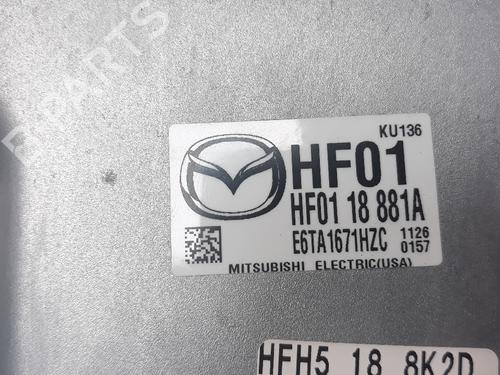 B-PARTS
KU136
HF01
HF01 18 881A
E6TA1671HZC 1126
0157
MITSUBISHI ELECTRIC(USA)
HFH5 18 8K2D